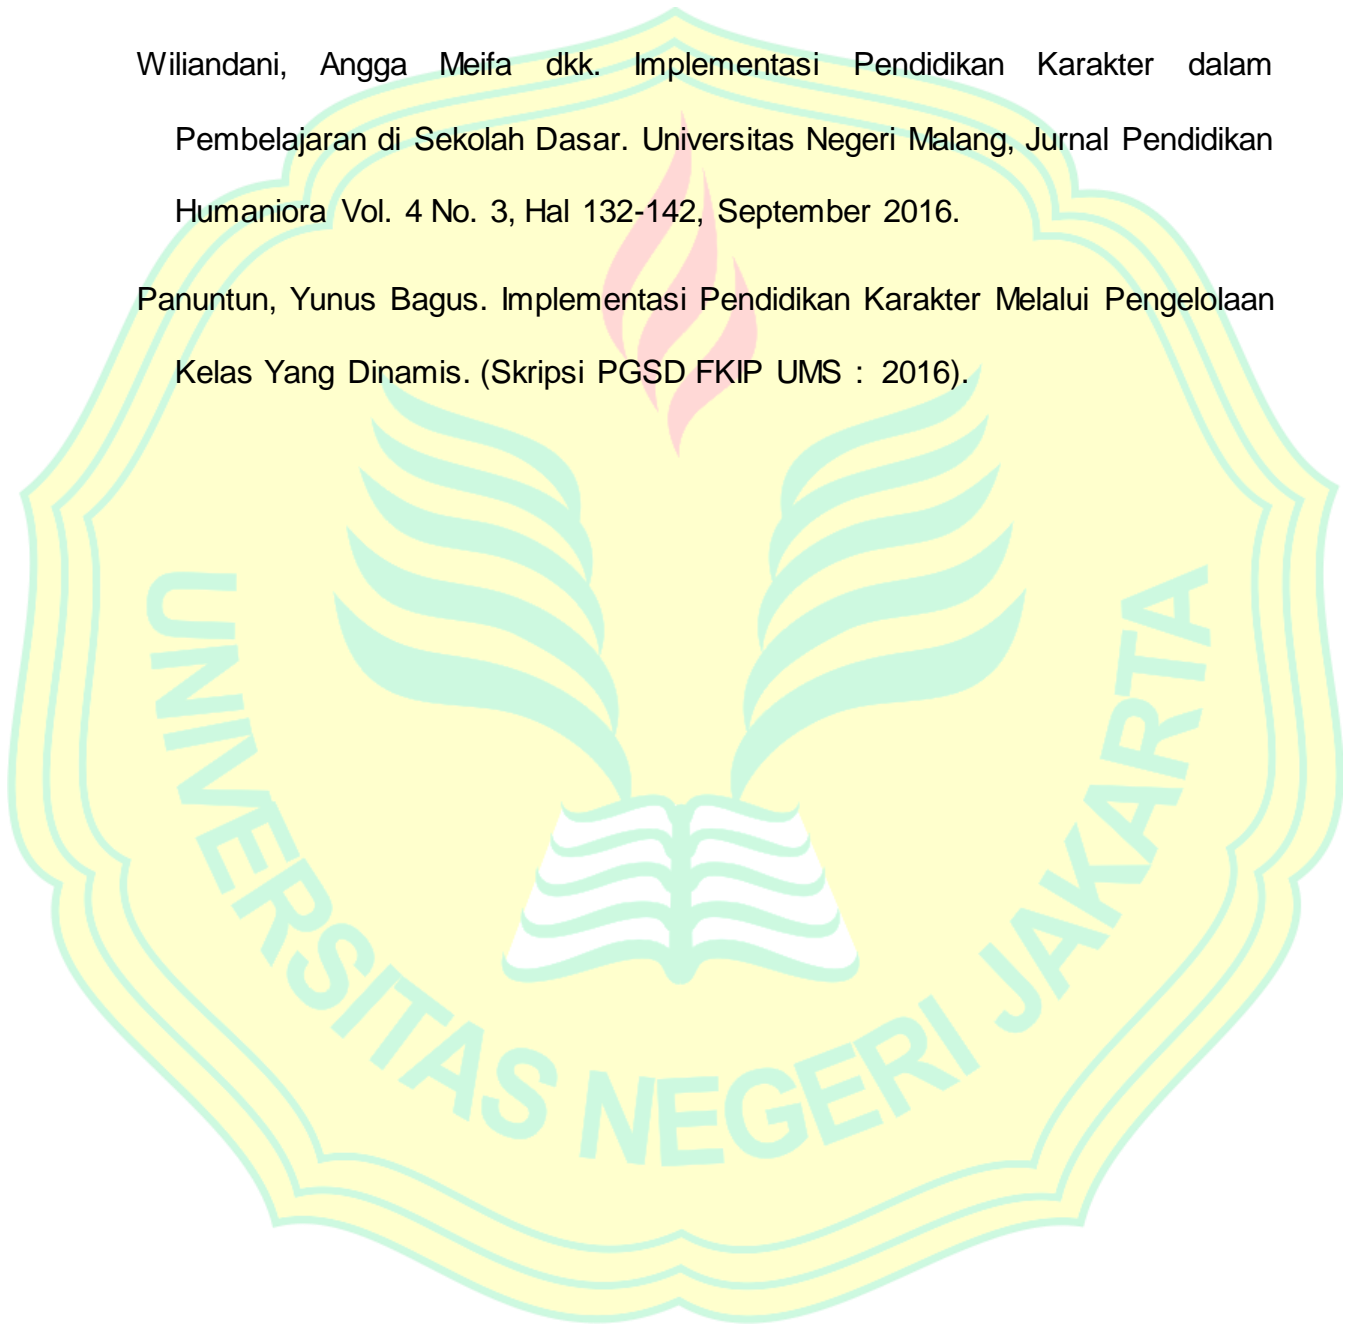 Wiliandani, Angga Meifa dkk. Implementasi Pendidikan Karakter dalam
Pembelajaran di Sekolah Dasar. Universitas Negeri Malang, Jurnal Pendidikan
Humaniora Vol. 4 No. 3, Hal 132-142, September 2016.
Panuntun, Yunus Bagus. Implementasi Pendidikan Karakter Melalui Pengelolaan
Kelas Yang Dinamis. (Skripsi PGSD FKIP UMS : 2016).
UNIVERSITAS NEGERI JAKARTA